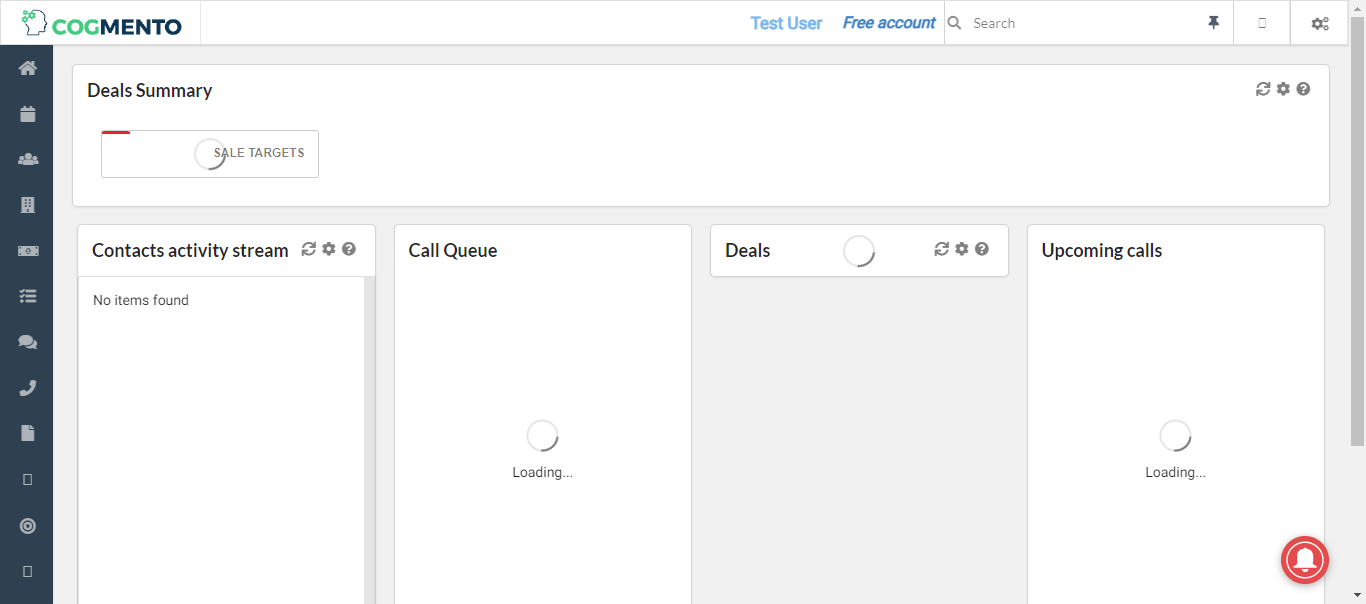 COGMENTO
Test User
Free account
Search
Deals Summary
SALE TARGETS
Contacts activity stream
Call Queue
Deals
Upcoming calls
No items found
Loading...
Loading...